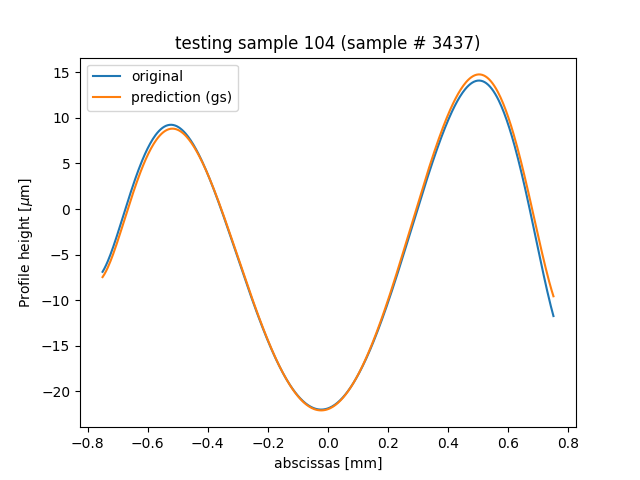 testing sample 104 (sample # 3437)
original
prediction (gs)
15
10
5
0
−5
−10
−15
−20
Profile height [μm]
−0.8 −0.6 −0.4 −0.2 0.0 0.2 0.4 0.6 0.8
abscissas [mm]